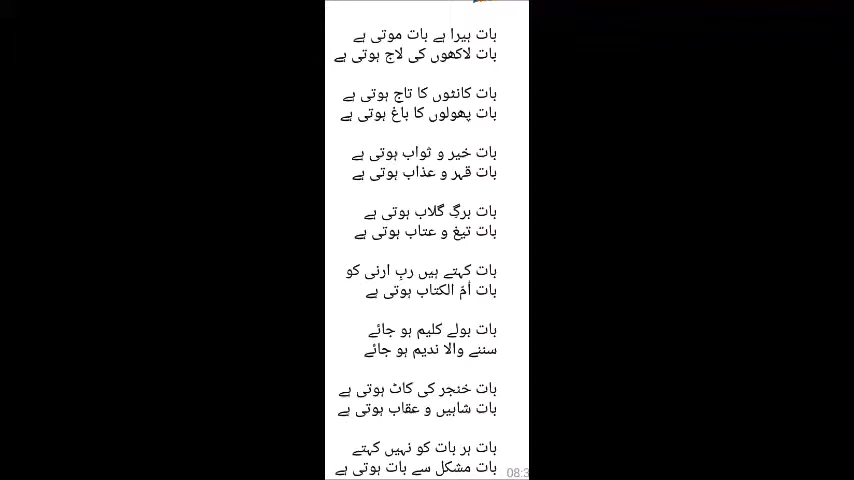 بات ہیرا ہے بات موتی ہے
بات لاکھوں کی لاج ہوتی ہے
بات کانٹوں کا تاج ہوتی ہے
بات پھولوں کا باغ ہوتی ہے
بات خیر و ثواب ہوتی ہے
بات قہر و عذاب ہوتی ہے
بات برگِ گلاب ہوتی ہے
بات تیغ و عتاب ہوتی ہے
بات کہتے ہیں ربِ ارنی کو
بات أمّ الکتاب ہوتی ہے
بات بولے کلیم ہو جائے
سننے والا ندیم ہو جائے
بات خنجر کی کاٹ ہوتی ہے
بات شاہیں و عقاب ہوتی ہے
بات ہر بات کو نہیں کہتے
بات مشکل سے بات ہوتی ہے